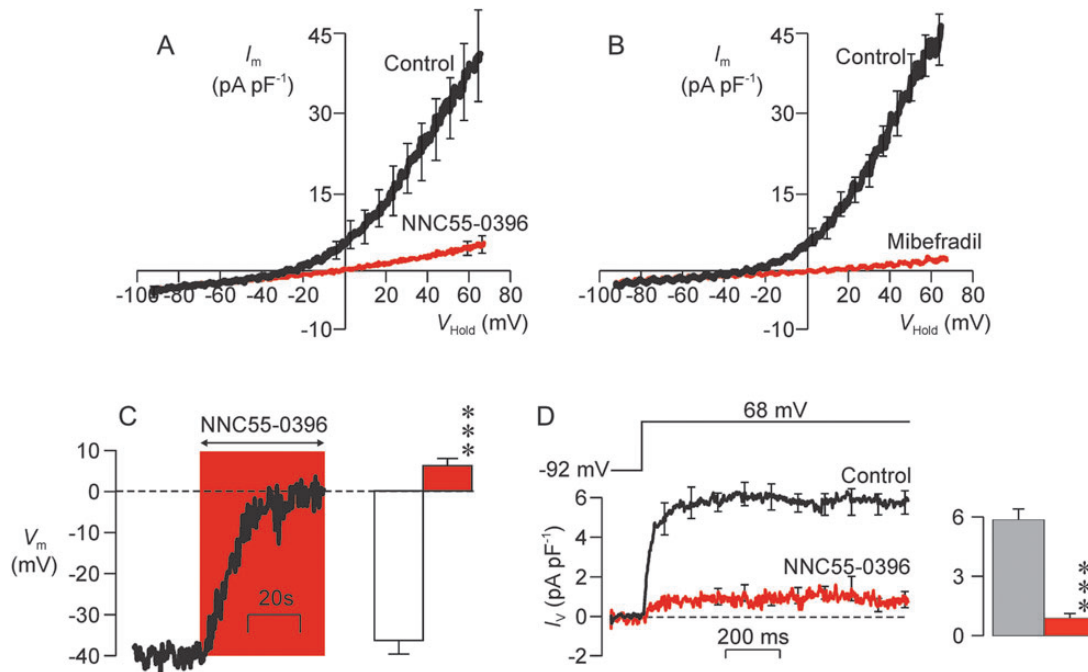 A
I_m
(pA pF⁻¹)
45
30
15
-10
Control
NNC55-0396
-100 -80 -60 -40 -20 0 20 40 60 80
V_Hold (mV)
B
I_m
(pA pF⁻¹)
45
30
15
-10
Control
Mibefradil
-100 -80 -60 -40 -20 0 20 40 60 80
V_Hold (mV)
C
NNC55-0396
10
0
-10
-20
-30
-40
V_m
(mV)
20s
***
D
68 mV
-92 mV
Control
6
4
2
0
-2
I_V (pA pF⁻¹)
NNC55-0396
200 ms
6
3
0
***